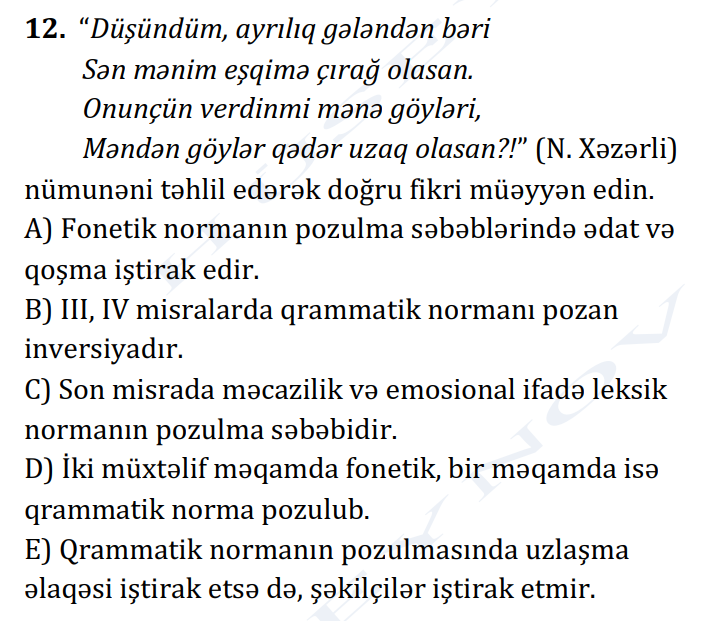 12. “Düşündüm, ayrılıq gələndən bəri
Sən mənim eşqimə çırağ olasan.
Onunçün verdinmi mənə göyləri,
Məndən göylər qədər uzaq olasan?!” (N. Xəzərli)
nümunəni təhlil edərək doğru fikri müəyyən edin.
A) Fonetik normanın pozulma səbəblərində ədat və
qoşma iştirak edir.
B) III, IV misralarda qrammatik normanı pozan
inversiyadır.
C) Son misrada məcazilik və emosional ifadə leksik
normanın pozulma səbəbidir.
D) İki müxtəlif məqamda fonetik, bir məqamda isə
qrammatik norma pozulub.
E) Qrammatik normanın pozulmasında uzlaşma
əlaqəsi iştirak etsə də, şəkilçilər iştirak etmir.